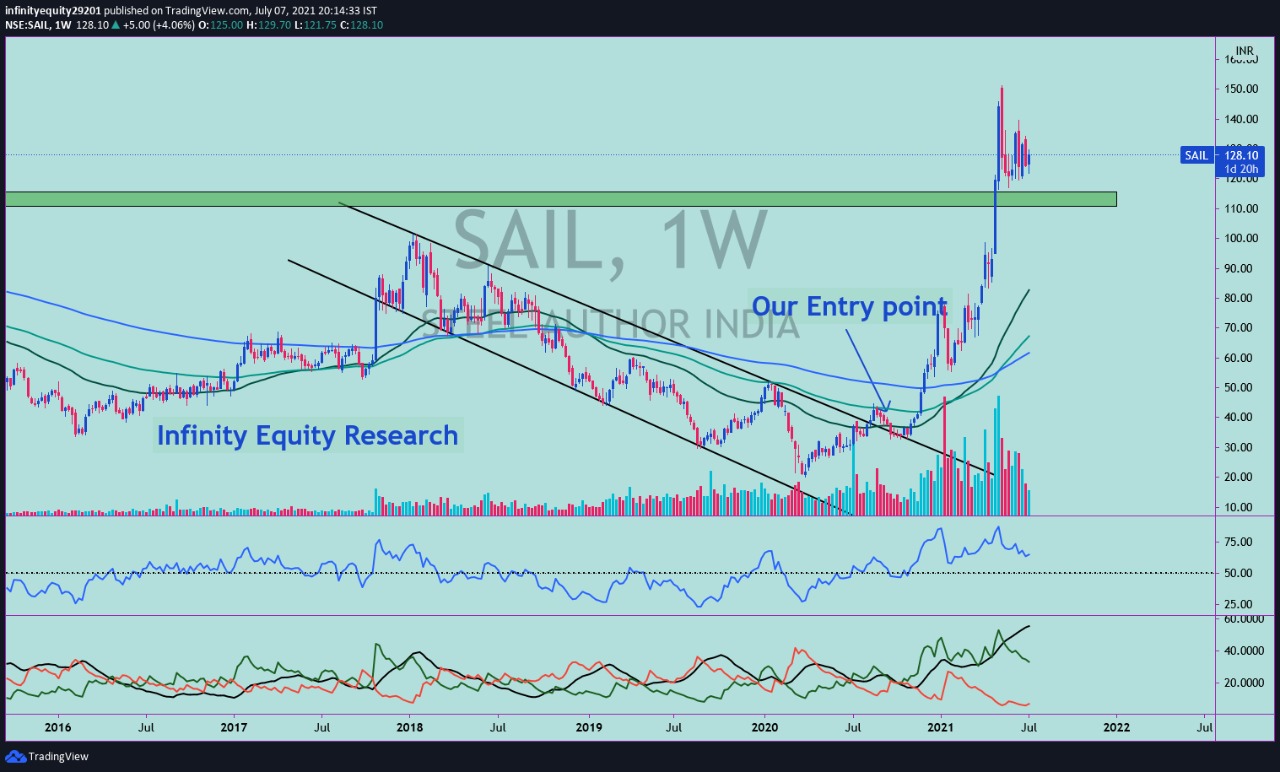 infinityequity29201 published on TradingView.com, July 07, 2021 20:14:33 IST
NSE:SAIL, 1W 128.10 ▲ +5.00 (+4.06%) O:125.00 H:129.70 L:121.75 C:128.10
INR
160.00
150.00
140.00
SAIL 128.10
1d 20h
120.00
110.00
SAIL, 1W
100.00
90.00
80.00
Our Entry point
STEEL AUTHOR INDIA
70.00
60.00
50.00
40.00
Infinity Equity Research
30.00
20.00
10.00
75.00
50.00
25.00
60.0000
40.0000
20.0000
2016 Jul 2017 Jul 2018 Jul 2019 Jul 2020 Jul 2021 Jul 2022 Jul
TradingView